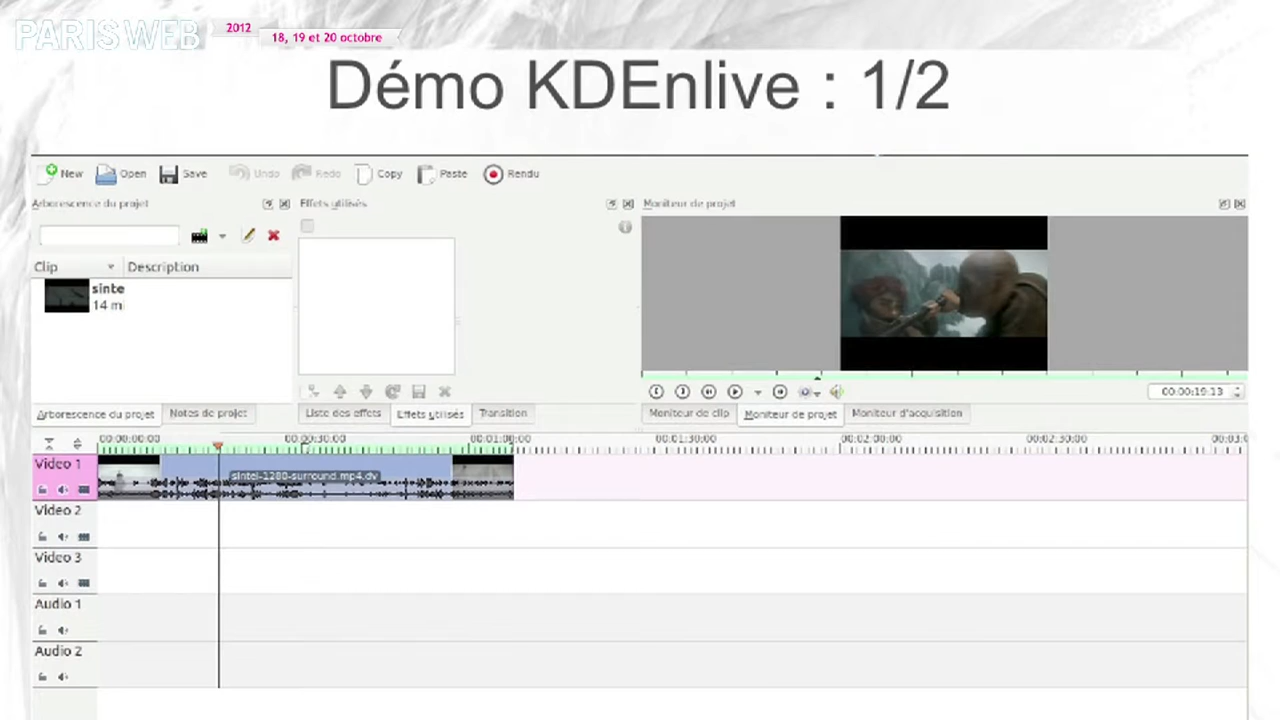 PARIS WEB 2012
18, 19 et 20 octobre
Démo KDEnlive : 1/2
New Open Save Undo Redo Copy Paste Rendu
Arborescence du projet Effets utilisés Moniteur de projet
Clip Description
sinte
14 mi
Arborescence du projet Notes de projet Liste des effets Effets utilisés Transition Moniteur de clip Moniteur de projet Moniteur d'acquisition
00:00:19:13
00:00:00:00 00:00:30:00 00:01:00:00 00:01:30:00 00:02:00:00 00:02:30:00 00:03:0
Video 1
sintel-1280-surround.mp4.dv
Video 2
Video 3
Audio 1
Audio 2